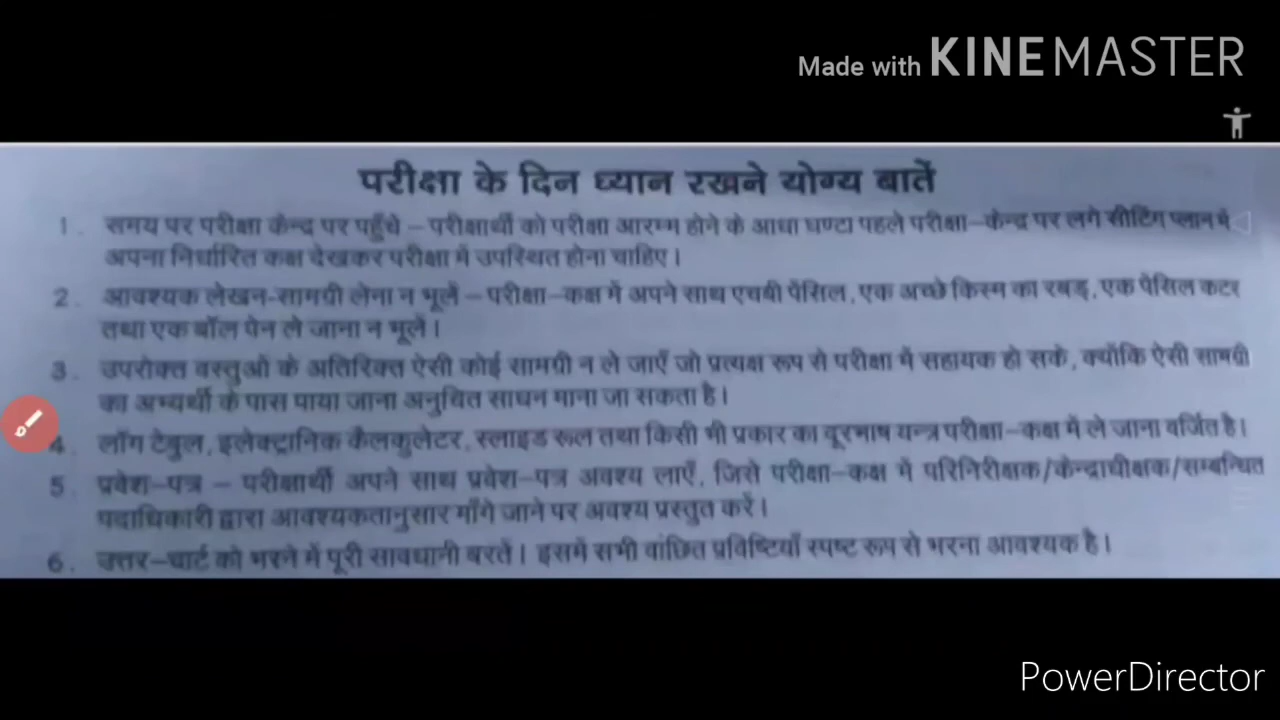 Made with KINEMASTER
परीक्षा के दिन ध्यान रखने योग्य बातें
1. समय पर परीक्षा केन्द्र पर पहुँचे – परीक्षार्थी को परीक्षा आरम्भ होने के आधा घण्टा पहले परीक्षा-केन्द्र पर लगे सीटिंग प्लान में
अपना निर्धारित कक्ष देखकर परीक्षा में उपस्थित होना चाहिए।
2. आवश्यक लेखन-सामग्री लेना न भूलें – परीक्षा-कक्ष में अपने साथ एचबी पेंसिल, एक अच्छे किस्म का रबड़, एक पेंसिल कटर
तथा एक बॉल पेन ले जाना न भूलें।
3. उपरोक्त वस्तुओं के अतिरिक्त ऐसी कोई सामग्री न ले जाएँ जो प्रत्यक्ष रूप से परीक्षा में सहायक हो सके, क्योंकि ऐसी सामग्री
का अभ्यर्थी के पास पाया जाना अनुचित साधन माना जा सकता है।
4. लॉग टेबुल, इलेक्ट्रानिक कैलकुलेटर, स्लाइड रूल तथा किसी भी प्रकार का दूरभाष यन्त्र परीक्षा-कक्ष में ले जाना वर्जित है।
5. प्रवेश-पत्र – परीक्षार्थी अपने साथ प्रवेश-पत्र अवश्य लाएँ, जिसे परीक्षा-कक्ष में परिनिरीक्षक/केन्द्राधीक्षक/सम्बन्धित
पदाधिकारी द्वारा आवश्यकतानुसार माँगे जाने पर अवश्य प्रस्तुत करें।
6. उत्तर-चार्ट को भरने में पूरी सावधानी बरतें। इसमें सभी वांछित प्रविष्टियाँ स्पष्ट रूप से भरना आवश्यक है।
PowerDirector